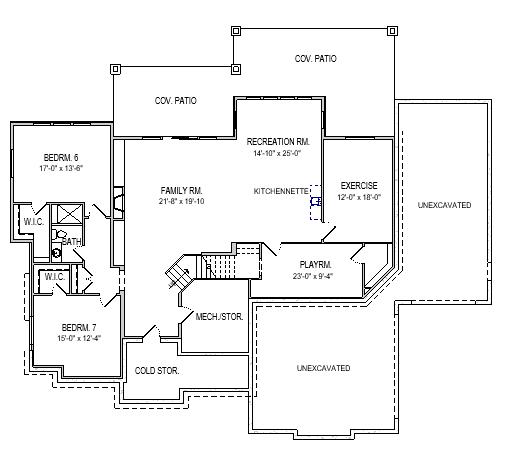 COV. PATIO
COV. PATIO
RECREATION RM.
14'-10" x 25'-0"
BEDRM. 6
17'-0" x 13'-6"
FAMILY RM.
21'-8" x 19'-10
KITCHENNETTE
EXERCISE
12'-0" x 18'-0"
UNEXCAVATED
W.I.C.
BATH
PLAYRM.
23'-0" x 9'-4"
W.I.C.
MECH./STOR.
BEDRM. 7
15'-0" x 12'-4"
COLD STOR.
UNEXCAVATED